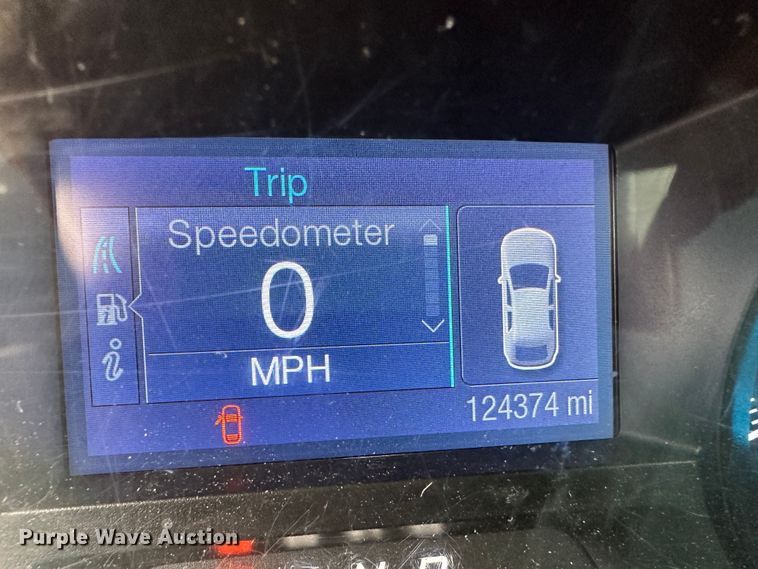 Trip
Speedometer
0
MPH
124374 mi
Purple Wave Auction